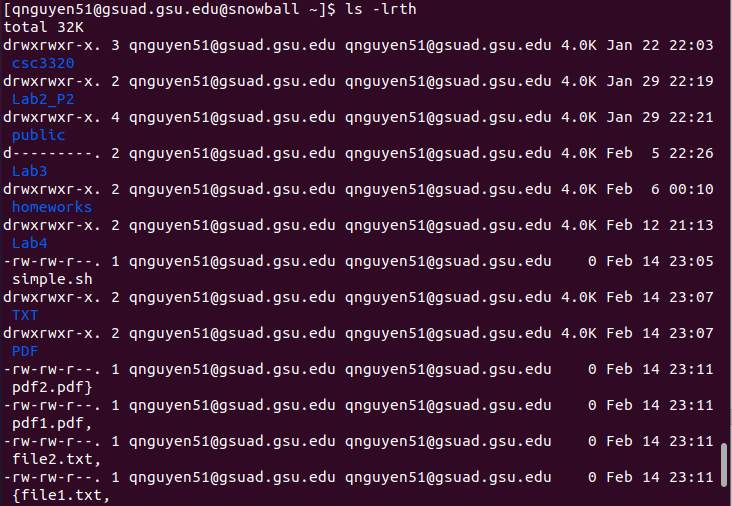 [qnguyen51@gsuad.gsu.edu@snowball ~]$ ls -lrth
total 32K
drwxrwxr-x. 3 qnguyen51@gsuad.gsu.edu qnguyen51@gsuad.gsu.edu 4.0K Jan 22 22:03
 csc3320
drwxrwxr-x. 2 qnguyen51@gsuad.gsu.edu qnguyen51@gsuad.gsu.edu 4.0K Jan 29 22:19
 Lab2_P2
drwxrwxr-x. 4 qnguyen51@gsuad.gsu.edu qnguyen51@gsuad.gsu.edu 4.0K Jan 29 22:21
 public
d---------. 2 qnguyen51@gsuad.gsu.edu qnguyen51@gsuad.gsu.edu 4.0K Feb  5 22:26
 Lab3
drwxrwxr-x. 2 qnguyen51@gsuad.gsu.edu qnguyen51@gsuad.gsu.edu 4.0K Feb  6 00:10
 homeworks
drwxrwxr-x. 2 qnguyen51@gsuad.gsu.edu qnguyen51@gsuad.gsu.edu 4.0K Feb 12 21:13
 Lab4
-rw-rw-r--. 1 qnguyen51@gsuad.gsu.edu qnguyen51@gsuad.gsu.edu    0 Feb 14 23:05
 simple.sh
drwxrwxr-x. 2 qnguyen51@gsuad.gsu.edu qnguyen51@gsuad.gsu.edu 4.0K Feb 14 23:07
 TXT
drwxrwxr-x. 2 qnguyen51@gsuad.gsu.edu qnguyen51@gsuad.gsu.edu 4.0K Feb 14 23:07
 PDF
-rw-rw-r--. 1 qnguyen51@gsuad.gsu.edu qnguyen51@gsuad.gsu.edu    0 Feb 14 23:11
 pdf2.pdf}
-rw-rw-r--. 1 qnguyen51@gsuad.gsu.edu qnguyen51@gsuad.gsu.edu    0 Feb 14 23:11
 pdf1.pdf,
-rw-rw-r--. 1 qnguyen51@gsuad.gsu.edu qnguyen51@gsuad.gsu.edu    0 Feb 14 23:11
 file2.txt,
-rw-rw-r--. 1 qnguyen51@gsuad.gsu.edu qnguyen51@gsuad.gsu.edu    0 Feb 14 23:11
 {file1.txt,